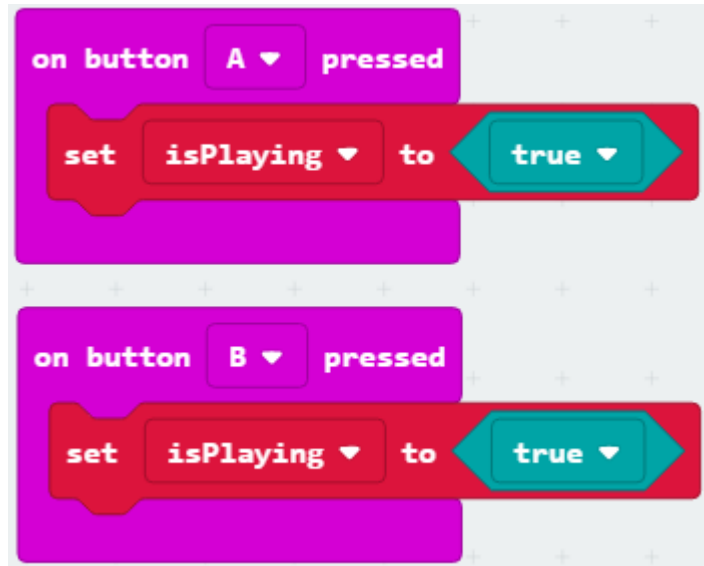 on button A pressed
set isPlaying to true
on button B pressed
set isPlaying to true